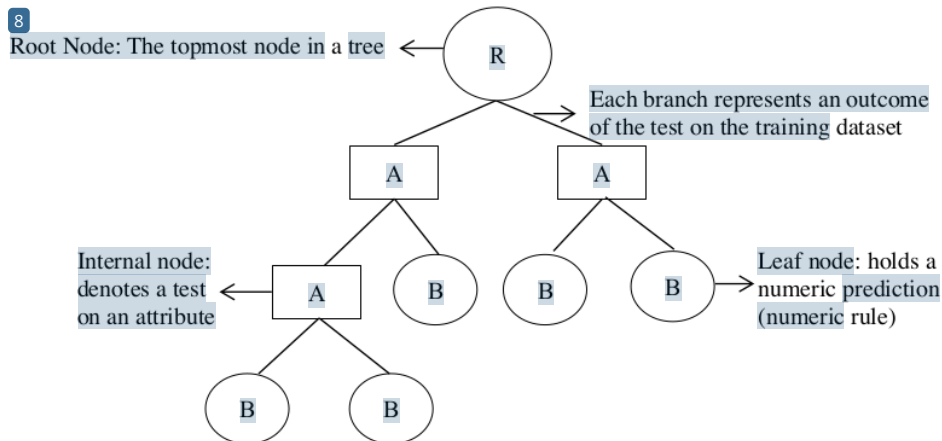 8
Root Node: The topmost node in a tree
R
Each branch represents an outcome
of the test on the training dataset
A
A
Internal node:
denotes a test
on an attribute
A
B
B
B
Leaf node: holds a
numeric prediction
(numeric rule)
B
B